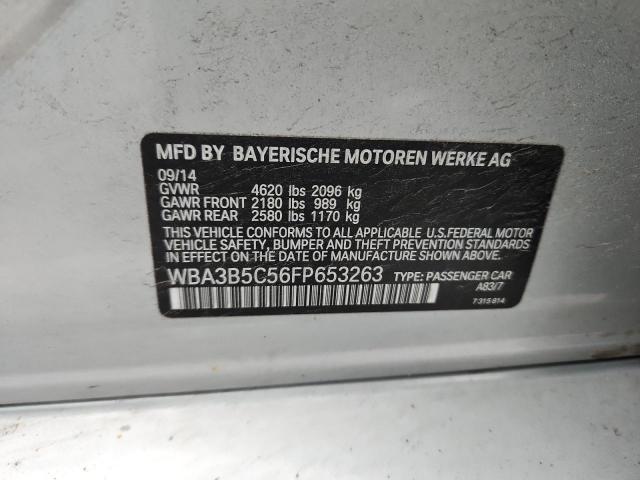 MFD BY BAYERISCHE MOTOREN WERKE AG
09/14
GVWR 4620 lbs 2096 kg
GAWR FRONT 2180 lbs 989 kg
GAWR REAR 2580 lbs 1170 kg
THIS VEHICLE CONFORMS TO ALL APPLICABLE U.S.FEDERAL MOTOR
VEHICLE SAFETY, BUMPER AND THEFT PREVENTION STANDARDS
IN EFFECT ON THE DATE OF MANUFACTURE SHOWN ABOVE.
WBA3B5C56FP653263 TYPE: PASSENGER CAR
A83/7
7315814